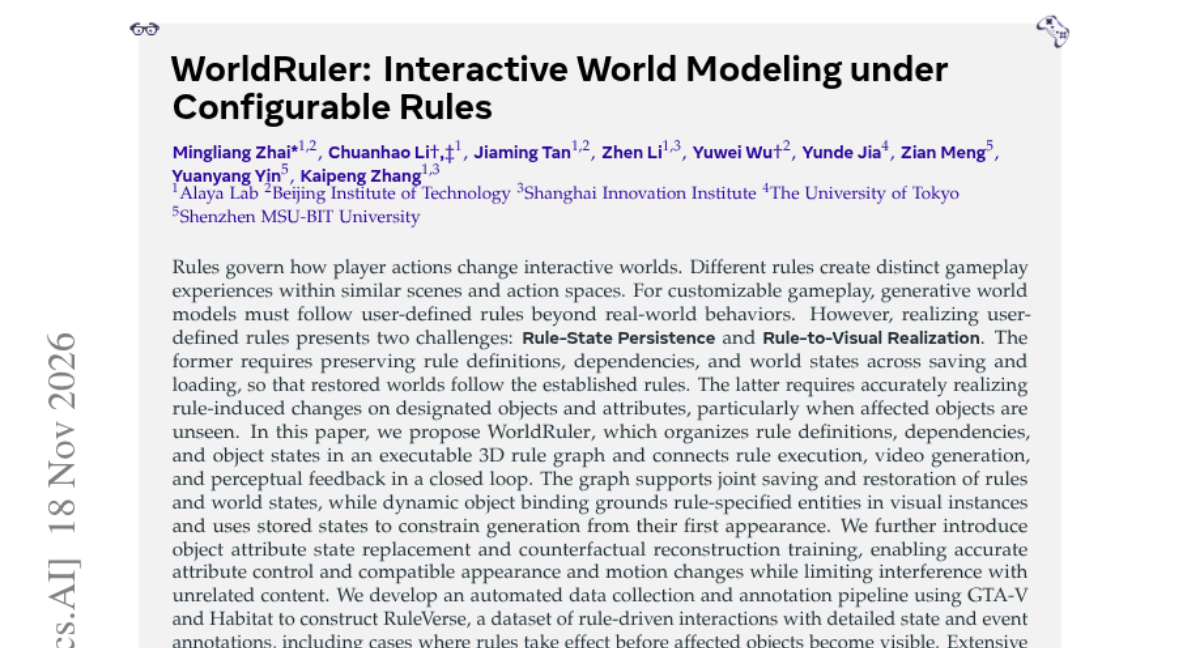 WorldRuler: Interactive World Modeling under
Configurable Rules
Mingliang Zhai*1,2, Chuanhao Li†,‡1, Jiaming Tan1,2, Zhen Li1,3, Yuwei Wu†2, Yunde Jia4, Zian Meng5,
Yuanyang Yin5, Kaipeng Zhang1,3
1Alaya Lab 2Beijing Institute of Technology 3Shanghai Innovation Institute 4The University of Tokyo
5Shenzhen MSU-BIT University
Rules govern how player actions change interactive worlds. Different rules create distinct gameplay
experiences within similar scenes and action spaces. For customizable gameplay, generative world
models must follow user-defined rules beyond real-world behaviors. However, realizing user-
defined rules presents two challenges: Rule-State Persistence and Rule-to-Visual Realization. The
former requires preserving rule definitions, dependencies, and world states across saving and
loading, so that restored worlds follow the established rules. The latter requires accurately realizing
rule-induced changes on designated objects and attributes, particularly when affected objects are
unseen. In this paper, we propose WorldRuler, which organizes rule definitions, dependencies,
and object states in an executable 3D rule graph and connects rule execution, video generation,
and perceptual feedback in a closed loop. The graph supports joint saving and restoration of rules
and world states, while dynamic object binding grounds rule-specified entities in visual instances
and uses stored states to constrain generation from their first appearance. We further introduce
object attribute state replacement and counterfactual reconstruction training, enabling accurate
attribute control and compatible appearance and motion changes while limiting interference with
unrelated content. We develop an automated data collection and annotation pipeline using GTA-V
and Habitat to construct RuleVerse, a dataset of rule-driven interactions with detailed state and event
annotations, including cases where rules take effect before affected objects become visible. Extensive
cs.AI] 18 Nov 2026